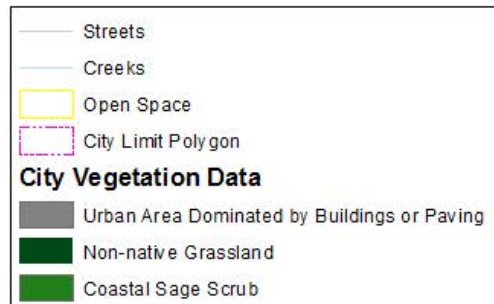 Streets
Creeks
Open Space
City Limit Polygon
City Vegetation Data
Urban Area Dominated by Buildings or Paving
Non-native Grassland
Coastal Sage Scrub